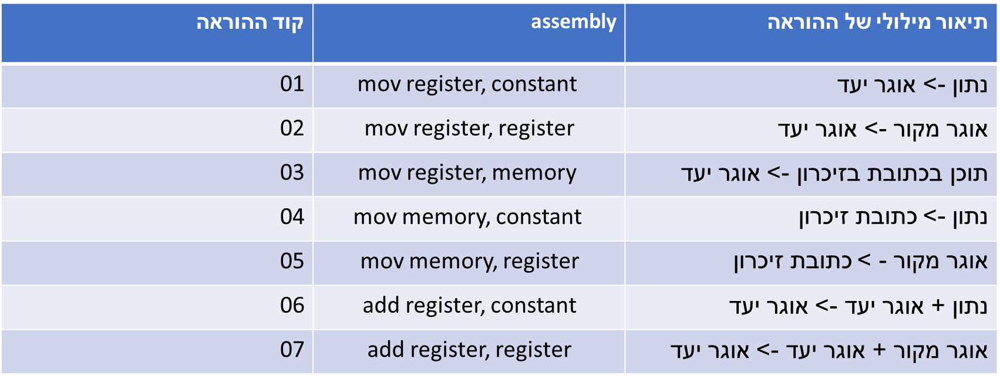 תיאור מילולי של ההוראה assembly קוד ההוראה
נתון -> אוגר יעד mov register, constant 01
אוגר מקור -> אוגר יעד mov register, register 02
תוכן בכתובת בזיכרון -> אוגר יעד mov register, memory 03
נתון -> כתובת זיכרון mov memory, constant 04
אוגר מקור - > כתובת זיכרון mov memory, register 05
נתון + אוגר יעד -> אוגר יעד add register, constant 06
אוגר מקור + אוגר יעד -> אוגר יעד add register, register 07